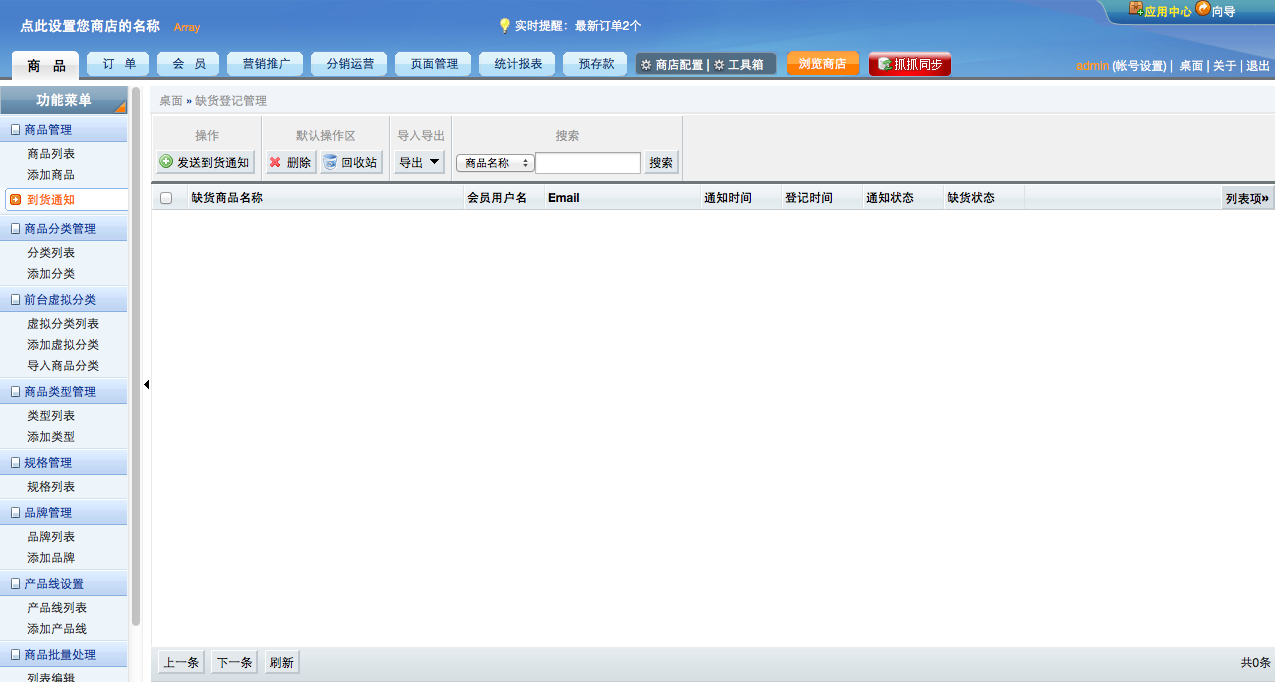 应用中心 向导
点此设置您商店的名称 Array 实时提醒：最新订单2个
商 品 订 单 会 员 营销推广 分销运营 页面管理 统计报表 预存款 商店配置 | 工具箱 浏览商店 抓抓同步 admin (帐号设置) | 桌面 | 关于 | 退出
功能菜单
商品管理
商品列表
添加商品
到货通知
商品分类管理
分类列表
添加分类
前台虚拟分类
虚拟分类列表
添加虚拟分类
导入商品分类
商品类型管理
类型列表
添加类型
规格管理
规格列表
品牌管理
品牌列表
添加品牌
产品线设置
产品线列表
添加产品线
商品批量处理
列表编辑
桌面 » 缺货登记管理
操作 默认操作区 导入导出 搜索
发送到货通知 删除 回收站 导出 商品名称 搜索
缺货商品名称 会员用户名 Email 通知时间 登记时间 通知状态 缺货状态 列表项»
上一条 下一条 刷新 共0条